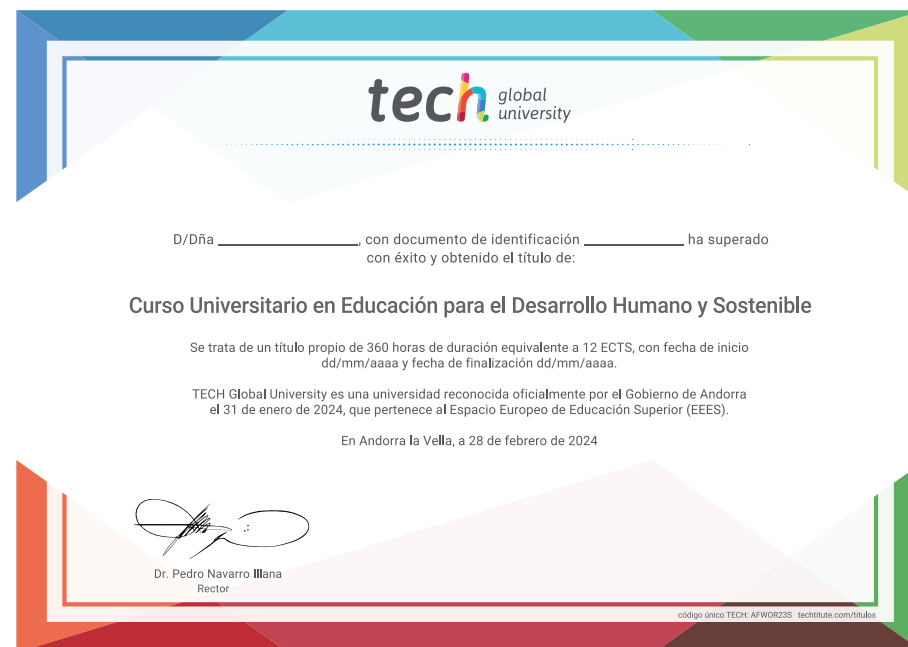 tech global university
D/Dña ______________, con documento de identificación __________ ha superado
con éxito y obtenido el título de:
Curso Universitario en Educación para el Desarrollo Humano y Sostenible
Se trata de un título propio de 360 horas de duración equivalente a 12 ECTS, con fecha de inicio
dd/mm/aaaa y fecha de finalización dd/mm/aaaa.
TECH Global University es una universidad reconocida oficialmente por el Gobierno de Andorra
el 31 de enero de 2024, que pertenece al Espacio Europeo de Educación Superior (EEES).
En Andorra la Vella, a 28 de febrero de 2024
Dr. Pedro Navarro Illana
Rector
código único TECH: AFWOR23S techtitute.com/titulos